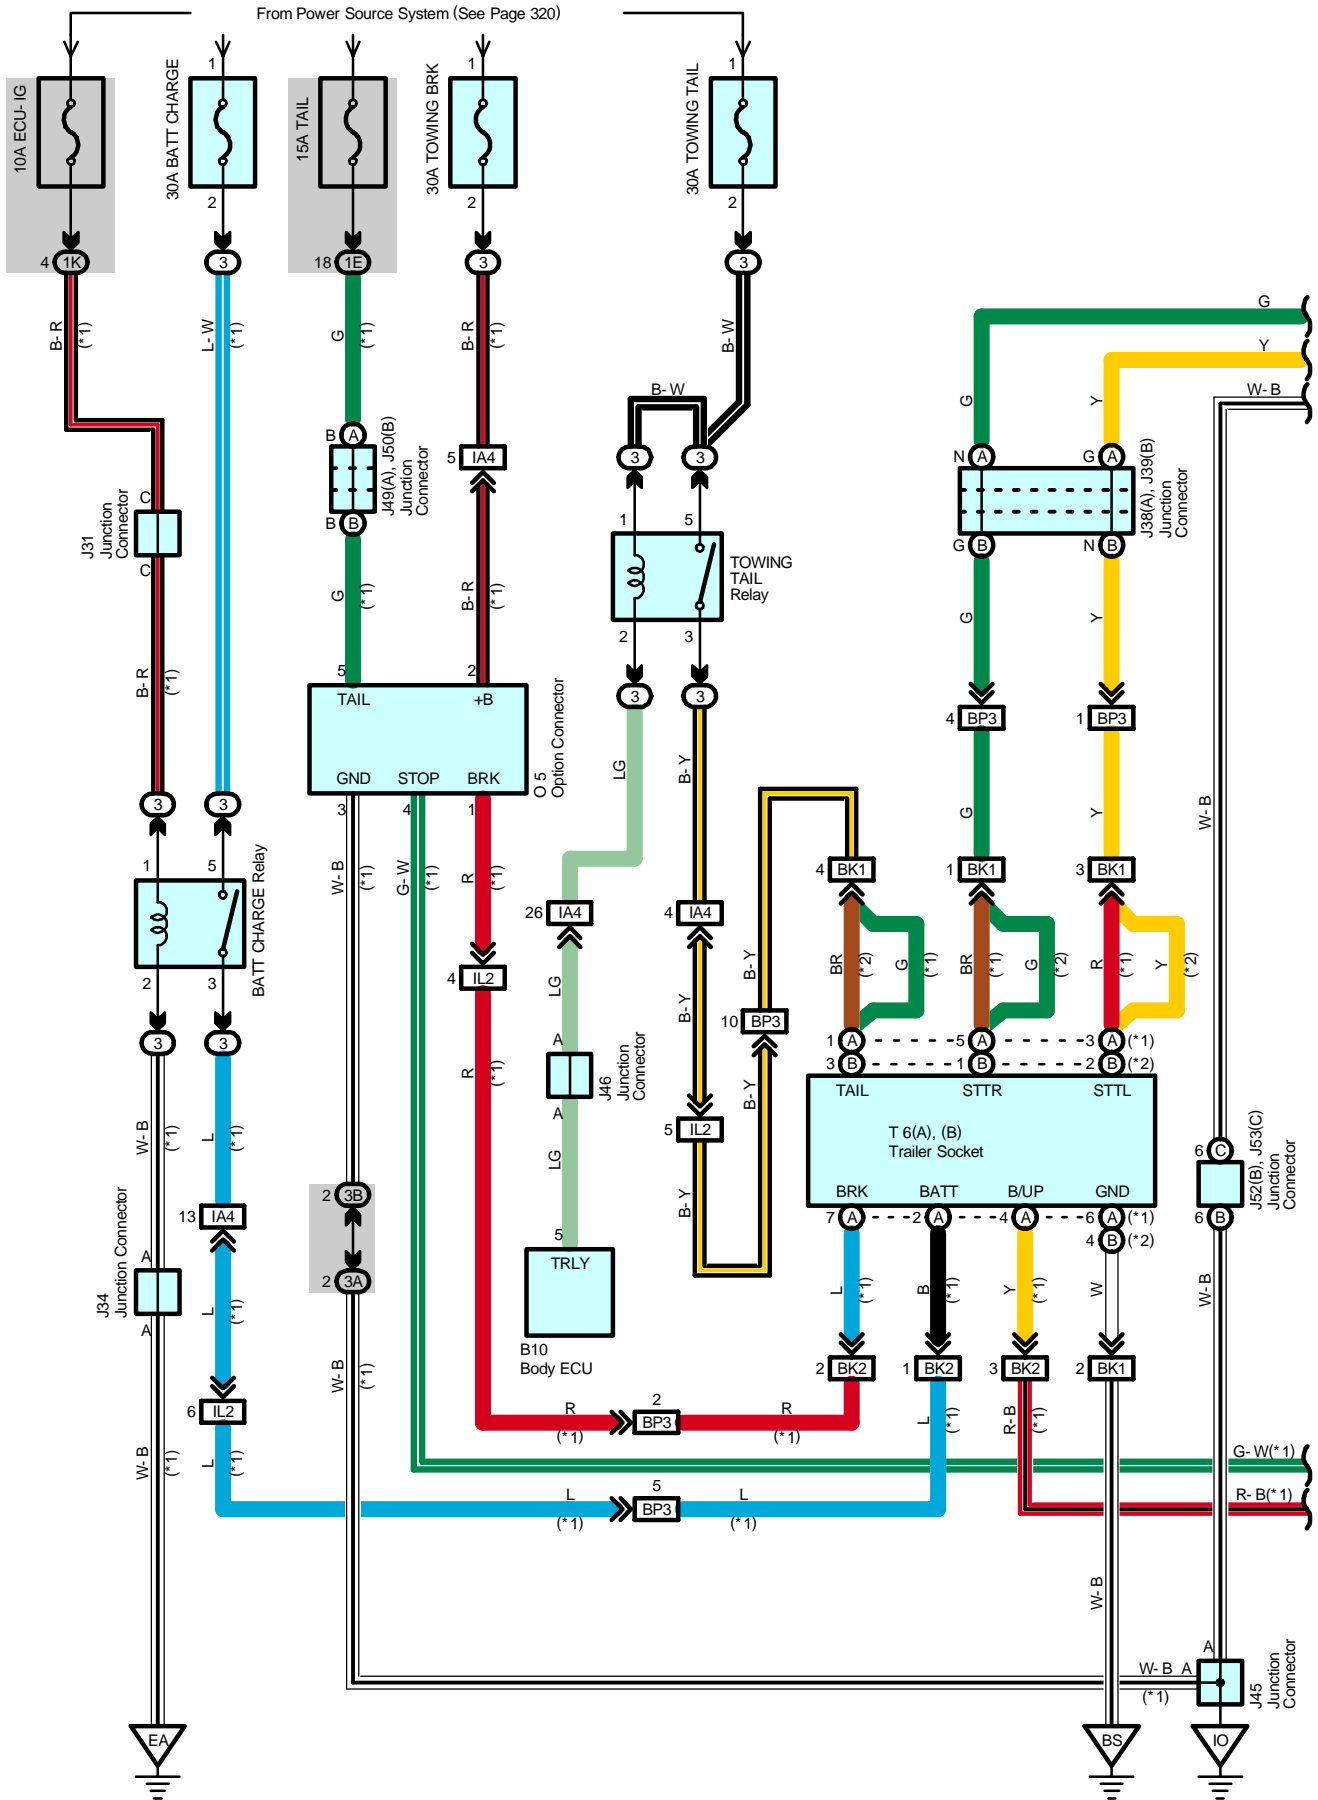 From Power Source System (See Page 320)
10A ECU-IG
30A BATT CHARGE
15A TAIL
30A TOWING BRK
30A TOWING TAIL
1
1
1
2
2
2
4 1K
3
18 1E
3
3
B-R
(*1)
L-W
(*1)
G
(*1)
B-R
(*1)
B-W
B-W
G
Y
W-B
G
Y
B A
J49(A), J50(B)
Junction
Connector
B B
5 IA4
3
3
N A
G A
J38(A), J39(B)
Junction
Connector
G B
N B
C
J31
Junction
Connector
C
1
5
TOWING
TAIL
Relay
2
3
G
(*1)
B-R
(*1)
G
Y
B-R
(*1)
5
2
TAIL
+B
GND
STOP
BRK
O 5
Option Connector
3
4
1
3
3
4 BP3
1 BP3
LG
B-Y
3
3
G
Y
W-B
1
5
BATT CHARGE Relay
2
3
W-B
(*1)
G-W
(*1)
R
(*1)
4 BK1
1 BK1
3 BK1
26 IA4
4 IA4
4 IL2
BR
(*2)
G
(*1)
BR
(*1)
G
(*2)
R
(*1)
Y
(*2)
LG
B-Y
B-Y
10 BP3
3
3
1 A
5 A
3 A (*1)
3 B
1 B
2 B (*2)
R
(*1)
A
J46
Junction
Connector
A
B-Y
TAIL
STTR
STTL
T 6(A), (B)
Trailer Socket
BRK
BATT
B/UP
GND
W-B
(*1)
L
(*1)
5 IL2
LG
B-Y
6 C
J52(B), J53(C)
Junction
Connector
6 B
2 3B
13 IA4
7 A
2 A
4 A
6 A (*1)
4 B (*2)
5
TRLY
B10
Body ECU
A
J34
Junction Connector
A
2 3A
L
(*1)
L
(*1)
B
(*1)
Y
(*1)
W
W-B
W-B
(*1)
2 BK2
1 BK2
3 BK2
2 BK1
6 IL2
R
(*1)
2
BP3
R
(*1)
L
(*1)
R-B
(*1)
W-B
(*1)
L
(*1)
G-W(*1)
L
(*1)
5
BP3
L
(*1)
R-B(*1)
W-B
A
W-B A
(*1)
J45
Junction
Connector
EA
BS
IO